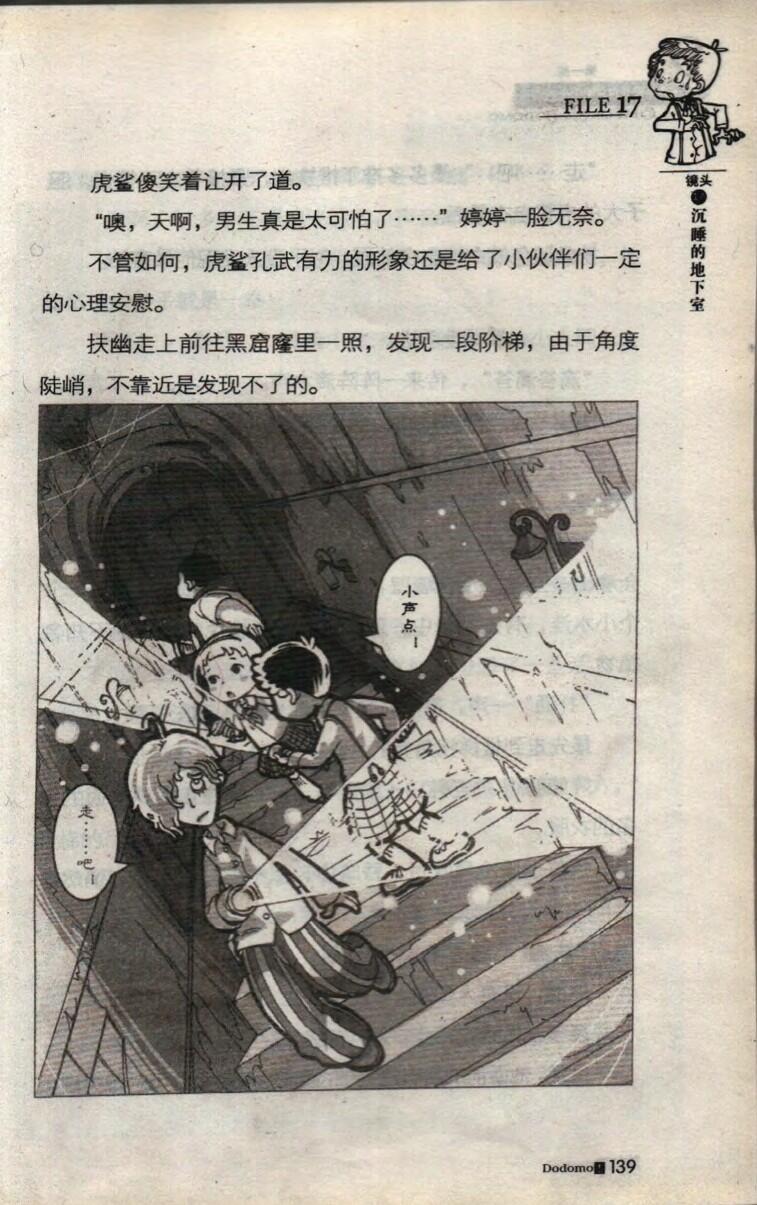 FILE 17
镜头
沉睡的地下室
虎鲨傻笑着让开了道。
“噢，天啊，男生真是太可怕了……”婷婷一脸无奈。
不管如何，虎鲨孔武有力的形象还是给了小伙伴们一定
的心理安慰。
扶幽走上前往黑窟窿里一照，发现一段阶梯，由于角度
陡峭，不靠近是发现不了的。
小声点！
走……吧！
Dodomo 139